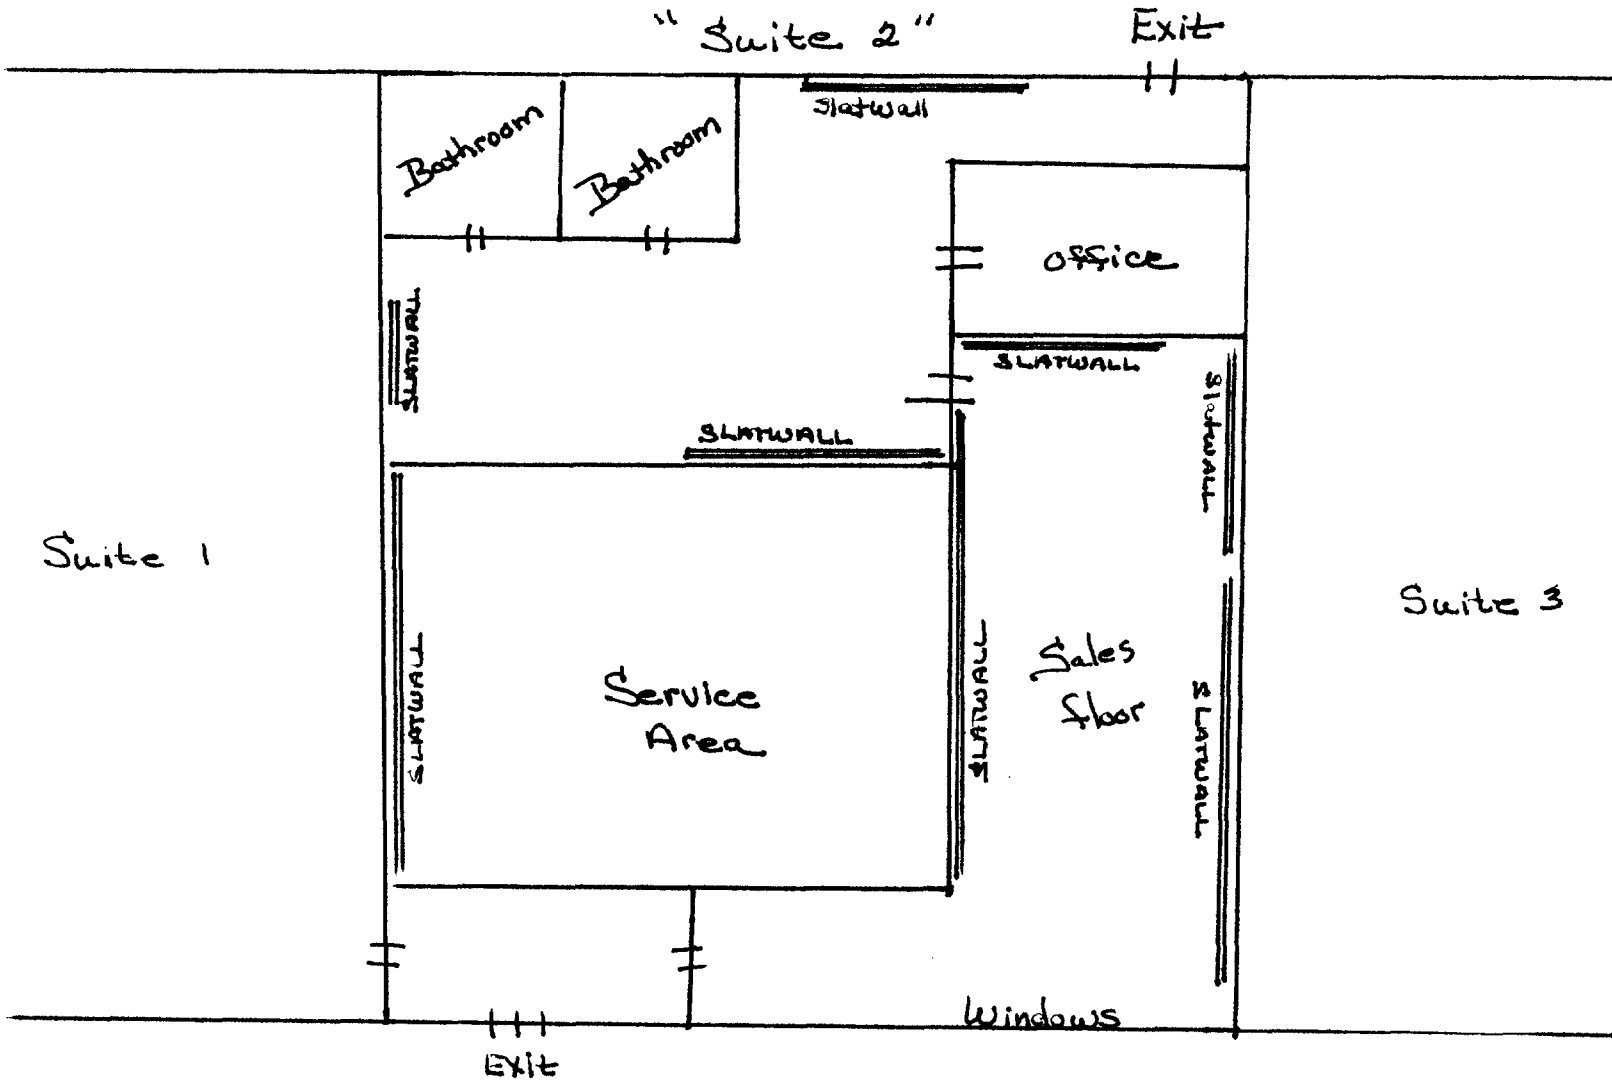 "Suite 2"
Exit
Slatwall
Bathroom
Bathroom
office
SLATWALL
SLATWALL
Slatwall
SLATWALL
Suite 1
Suite 3
SLATWALL
Service
Area
SLATWALL
Sales
floor
SLATWALL
Windows
Exit